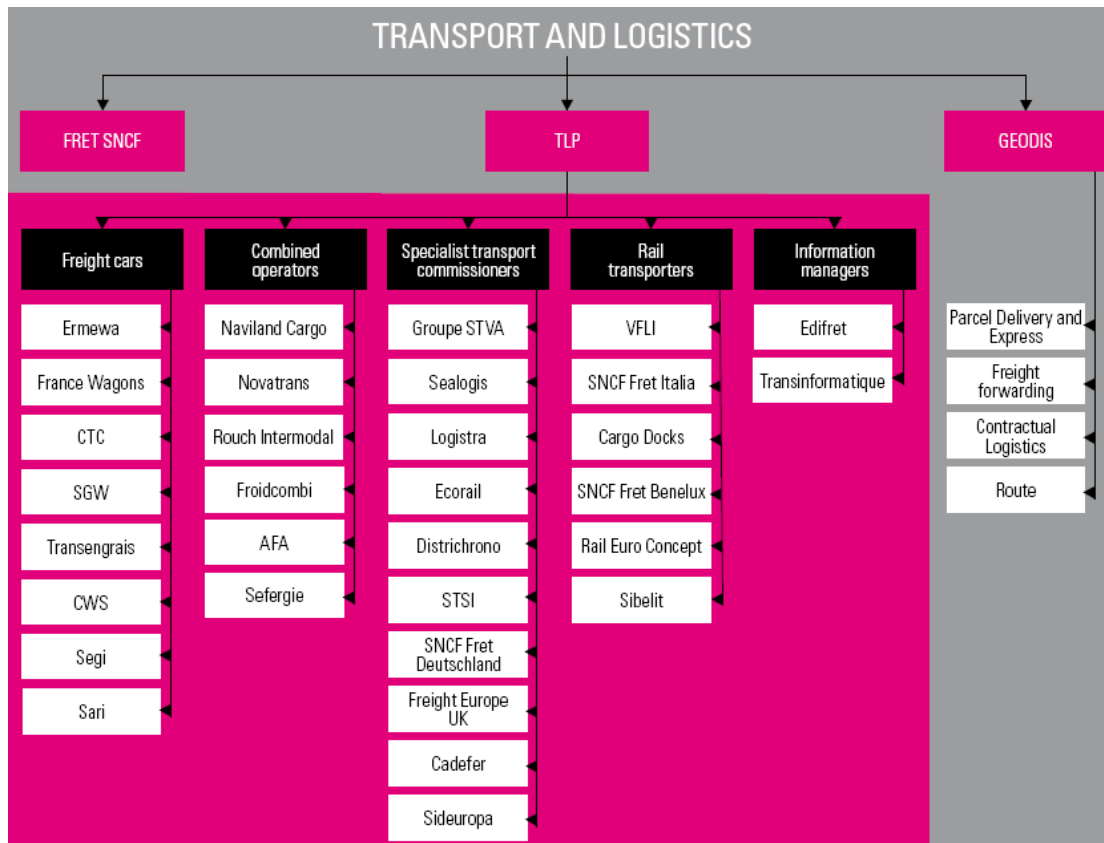 TRANSPORT AND LOGISTICS
FRET SNCF
TLP
GEODIS
Freight cars
Combined
operators
Specialist transport
commissioners
Rail
transporters
Information
managers
Ermewa
France Wagons
CTC
SGW
Transengrais
CWS
Segi
Sari
Naviland Cargo
Novatrans
Rouch Intermodal
Froidcombi
AFA
Sefergie
Groupe STVA
Sealogis
Logistra
Ecorail
Districhrono
STSI
SNCF Fret
Deutschland
Freight Europe
UK
Cadefer
Sideuropa
VFLI
SNCF Fret Italia
Cargo Docks
SNCF Fret Benelux
Rail Euro Concept
Sibelit
Edifret
Transinformatique
Parcel Delivery and
Express
Freight
forwarding
Contractual
Logistics
Route